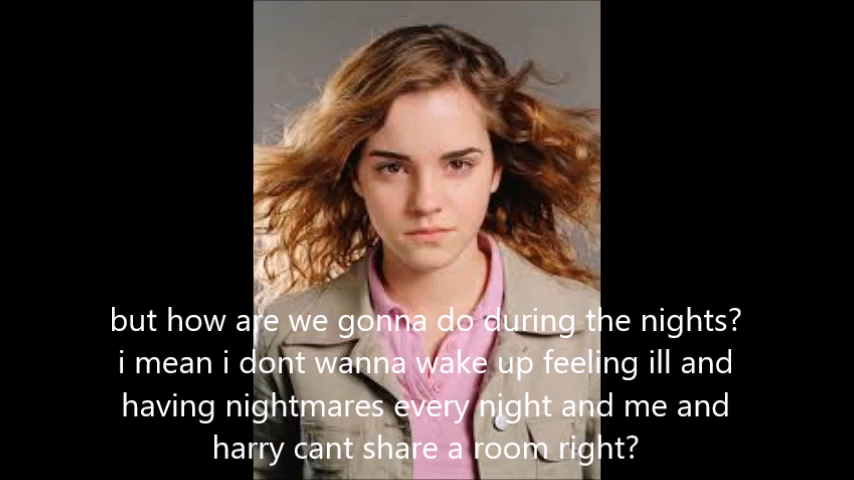 but how are we gonna do during the nights?
i mean i dont wanna wake up feeling ill and
having nightmares every night and me and
harry cant share a room right?